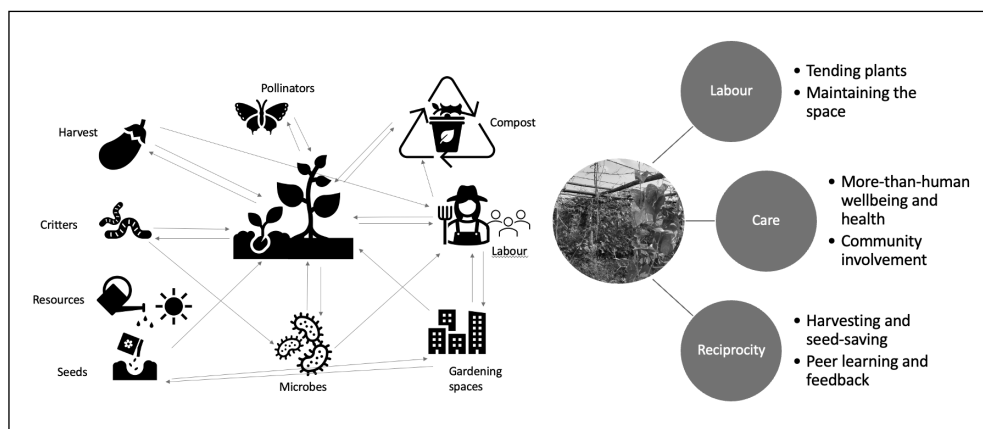 Pollinators
Harvest
Compost
Critters
Labour
Resources
Seeds
Microbes
Gardening
spaces
Labour
• Tending plants
• Maintaining the
space
Care
• More-than-human
wellbeing and
health
• Community
involvement
Reciprocity
• Harvesting and
seed-saving
• Peer learning and
feedback